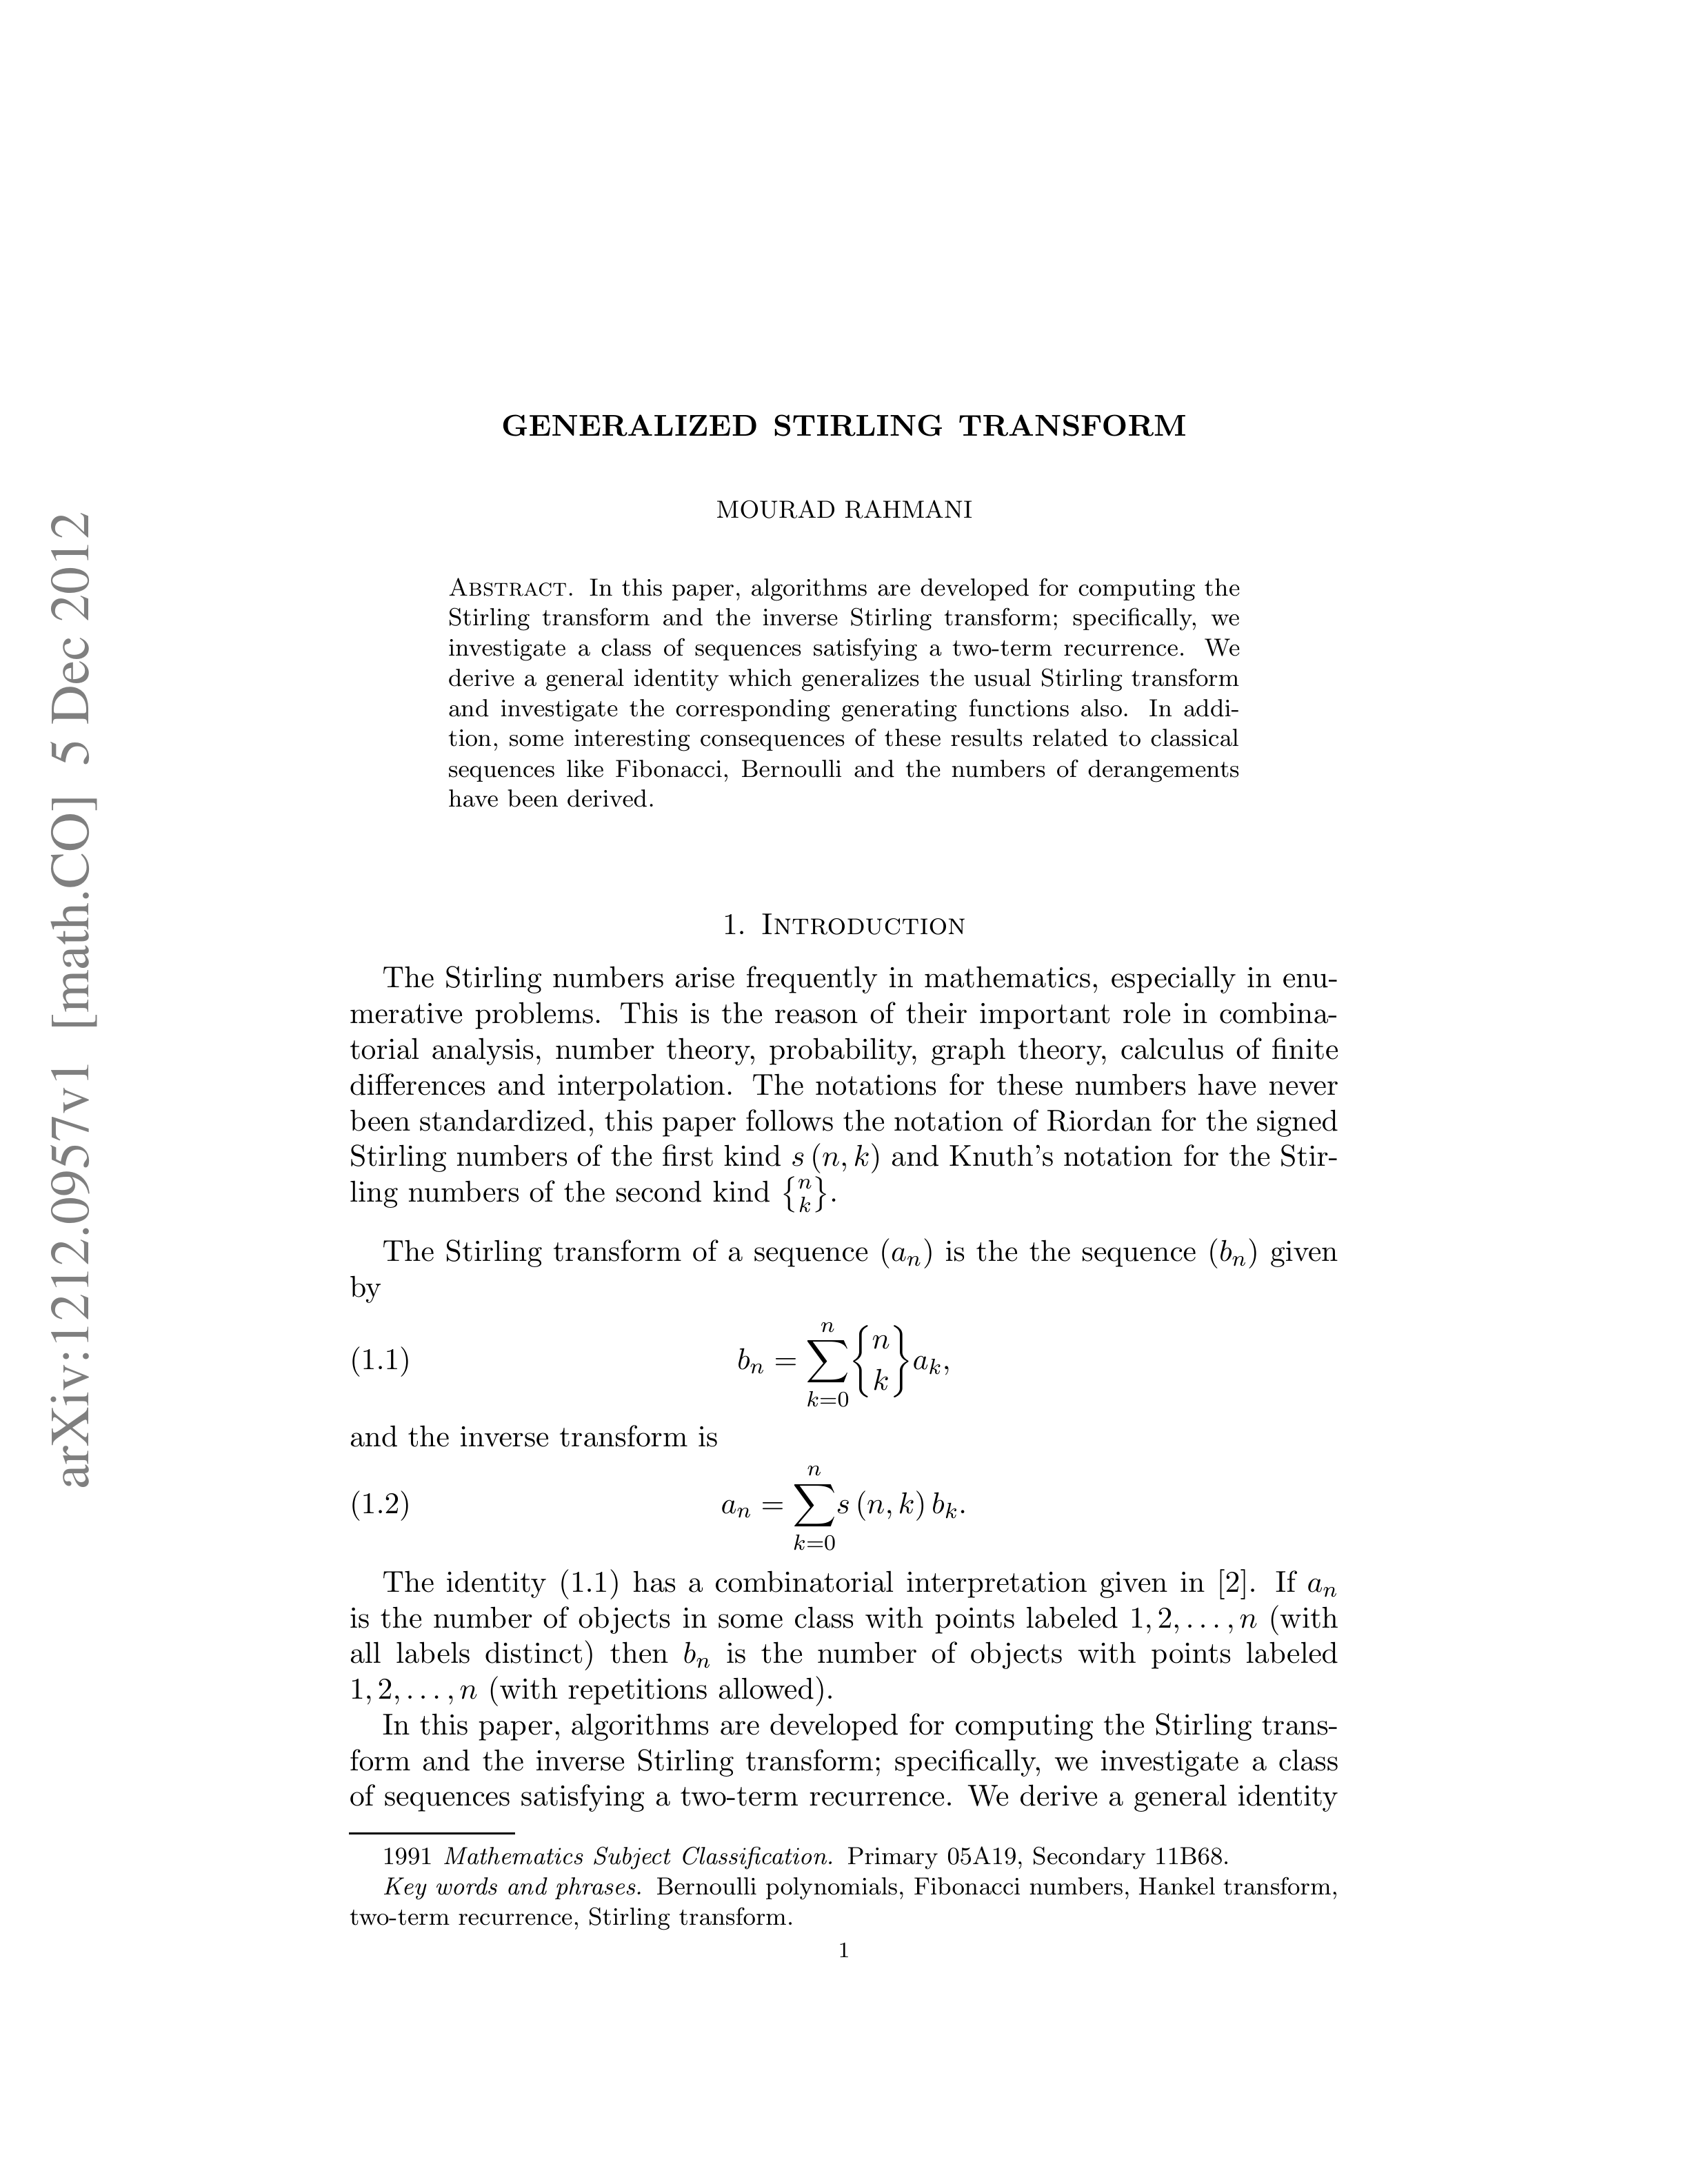 arXiv:1212.0957v1 [math.CO] 5 Dec 2012
GENERALIZED STIRLING TRANSFORM
MOURAD RAHMANI
ABSTRACT. In this paper, algorithms are developed for computing the
Stirling transform and the inverse Stirling transform; specifically, we
investigate a class of sequences satisfying a two-term recurrence. We
derive a general identity which generalizes the usual Stirling transform
and investigate the corresponding generating functions also. In addi-
tion, some interesting consequences of these results related to classical
sequences like Fibonacci, Bernoulli and the numbers of derangements
have been derived.
1. INTRODUCTION
The Stirling numbers arise frequently in mathematics, especially in enu-
merative problems. This is the reason of their important role in combina-
torial analysis, number theory, probability, graph theory, calculus of finite
differences and interpolation. The notations for these numbers have never
been standardized, this paper follows the notation of Riordan for the signed
Stirling numbers of the first kind s (n, k) and Knuth's notation for the Stir-
ling numbers of the second kind {n k}.
The Stirling transform of a sequence (a_n) is the the sequence (b_n) given
by
(1.1) b_n = ∑_{k=0}^{n} {n k} a_k,
and the inverse transform is
(1.2) a_n = ∑_{k=0}^{n} s (n, k) b_k.
The identity (1.1) has a combinatorial interpretation given in [2]. If a_n
is the number of objects in some class with points labeled 1, 2, . . . , n (with
all labels distinct) then b_n is the number of objects with points labeled
1, 2, . . . , n (with repetitions allowed).
In this paper, algorithms are developed for computing the Stirling trans-
form and the inverse Stirling transform; specifically, we investigate a class
of sequences satisfying a two-term recurrence. We derive a general identity
1991 Mathematics Subject Classification. Primary 05A19, Secondary 11B68.
Key words and phrases. Bernoulli polynomials, Fibonacci numbers, Hankel transform,
two-term recurrence, Stirling transform.
1